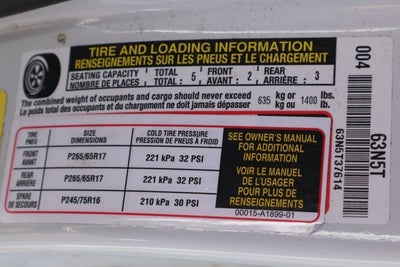 TIRE AND LOADING INFORMATION
RENSEIGNEMENTS SUR LES PNEUS ET LE CHARGEMENT
SEATING CAPACITY TOTAL : 5 FRONT : 2 REAR : 3
NOMBRE DE PLACES TOTAL : AVANT : ARRIÈRE :
The combined weight of occupants and cargo should never exceed 635 kg or 1400 lbs.
Le poids total des occupants et du chargement ne doit jamais dépasser kg ou lb.
TIRE SIZE COLD TIRE PRESSURE
PNEU DIMENSIONS PRESSION DE PNEUS À FROID
FRONT
AVANT P265/65R17 221 kPa 32 PSI
REAR
ARRIÈRE P265/65R17 221 kPa 32 PSI
SPARE
DE SECOURS P245/75R16 210 kPa 30 PSI
SEE OWNER'S MANUAL
FOR ADDITIONAL
INFORMATION
VOIR LE MANUEL
DE L'USAGER
POUR PLUS DE
RENSEIGNEMENTS
00015-A1899-01
004
63N5T
63N5T37614